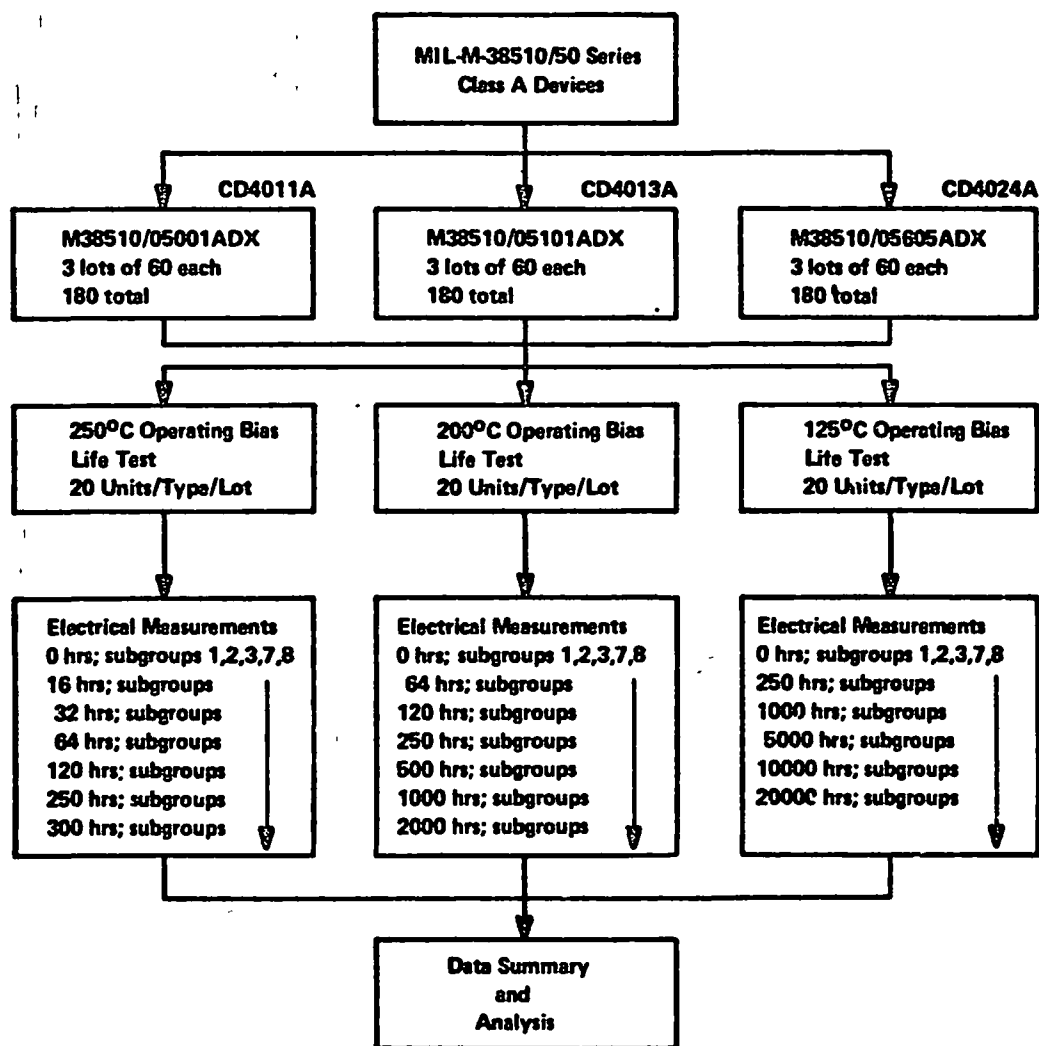 MIL-M-38510/50 Series
Class A Devices
CD4011A
M38510/05001ADX
3 lots of 60 each
180 total
CD4013A
M38510/05101ADX
3 lots of 60 each
180 total
CD4024A
M38510/05605ADX
3 lots of 60 each
180 total
250°C Operating Bias
Life Test
20 Units/Type/Lot
200°C Operating Bias
Life Test
20 Units/Type/Lot
125°C Operating Bias
Life Test
20 Units/Type/Lot
Electrical Measurements
0 hrs; subgroups 1,2,3,7,8
16 hrs; subgroups
32 hrs; subgroups
64 hrs; subgroups
120 hrs; subgroups
250 hrs; subgroups
300 hrs; subgroups
Electrical Measurements
0 hrs; subgroups 1,2,3,7,8
64 hrs; subgroups
120 hrs; subgroups
250 hrs; subgroups
500 hrs; subgroups
1000 hrs; subgroups
2000 hrs; subgroups
Electrical Measurements
0 hrs; subgroups 1,2,3,7,8
250 hrs; subgroups
1000 hrs; subgroups
5000 hrs; subgroups
10000 hrs; subgroups
20000 hrs; subgroups
Data Summary
and
Analysis